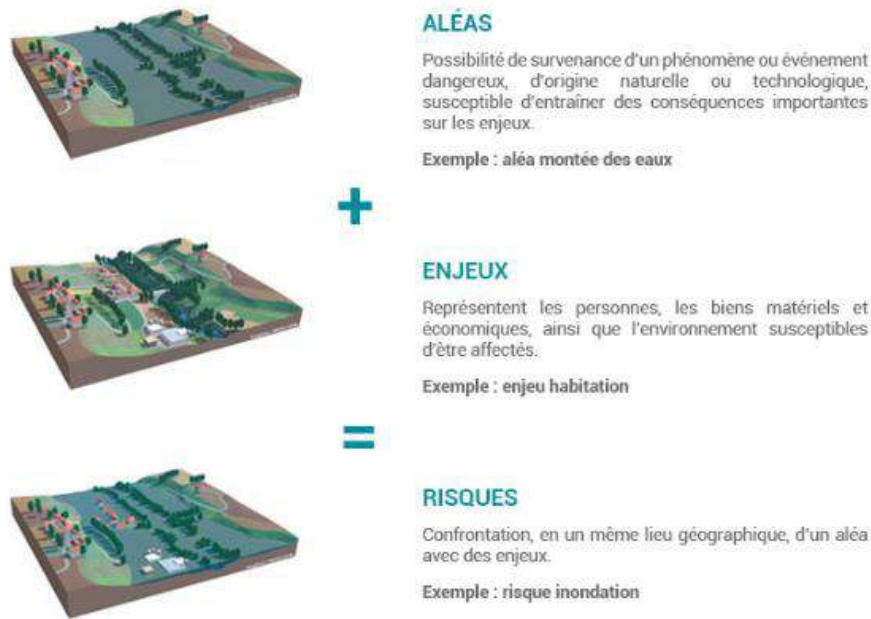 ALÉAS
Possibilité de survenance d'un phénomène ou événement
dangereux, d'origine naturelle ou technologique,
susceptible d'entraîner des conséquences importantes
sur les enjeux.
Exemple : aléa montée des eaux
+
ENJEUX
Représentent les personnes, les biens matériels et
économiques, ainsi que l'environnement susceptibles
d'être affectés.
Exemple : enjeu habitation
=
RISQUES
Confrontation, en un même lieu géographique, d'un aléa
avec des enjeux.
Exemple : risque inondation